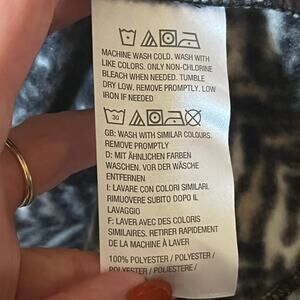 MACHINE WASH COLD. WASH WITH
LIKE COLORS. ONLY NON-CHLORINE
BLEACH WHEN NEEDED. TUMBLE
DRY LOW. REMOVE PROMPTLY. LOW
IRON IF NEEDED
30
GB: WASH WITH SIMILAR COLOURS.
REMOVE PROMPTLY
D: MIT ÄHNLICHEN FARBEN
WASCHEN. VOR DER WÄSCHE
ENTFERNEN
I: LAVARE CON COLORI SIMILARI.
RIMUOVERE SUBITO DOPO IL
LAVAGGIO
F: LAVER AVEC DES COLORIS
SIMILAIRES. RETIRER RAPIDEMENT
DE LA MACHINE À LAVER
100% POLYESTER / POLYESTER /
POLYESTER / POLIESTERE /